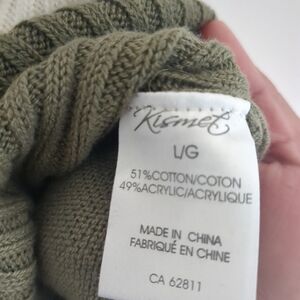 Kismet
L/G
51%COTTON/COTON
49%ACRYLIC/ACRYLIQUE
MADE IN CHINA
FABRIQUÉ EN CHINE
CA 62811